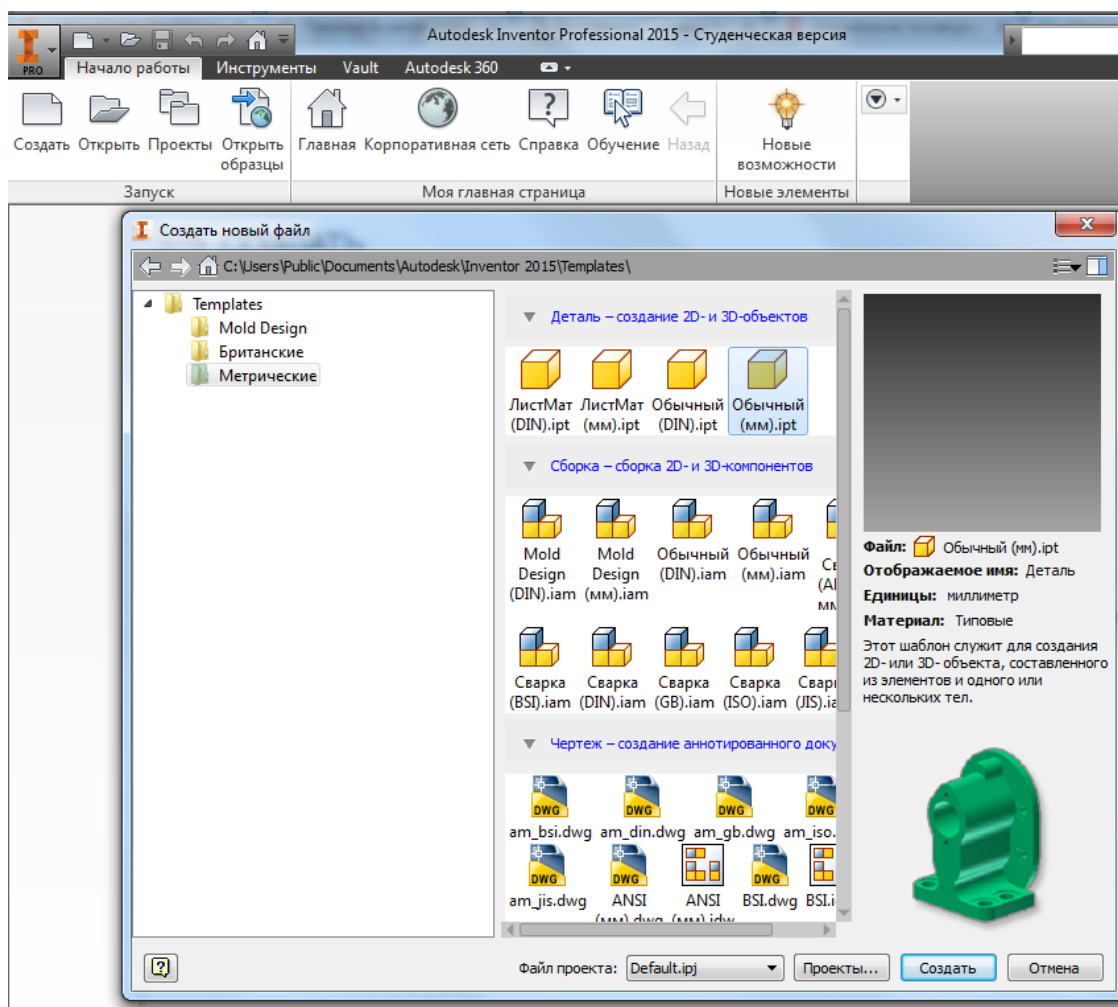 Autodesk Inventor Professional 2015 - Студенческая версия
PRO
Начало работы Инструменты Vault Autodesk 360
Создать Открыть Проекты Открыть образцы Главная Корпоративная сеть Справка Обучение Назад Новые возможности
Запуск Моя главная страница Новые элементы
Создать новый файл
C:\Users\Public\Documents\Autodesk\Inventor 2015\Templates\
Templates
Mold Design
Британские
Метрические
Деталь – создание 2D- и 3D-объектов
ЛистМат ЛистМат Обычный Обычный
(DIN).ipt (мм).ipt (DIN).ipt (мм).ipt
Сборка – сборка 2D- и 3D-компонентов
Mold Mold Обычный Обычный
Design Design (DIN).iam (мм).iam
(DIN).iam (мм).iam
Сварка Сварка Сварка Сварка
(BSI).iam (DIN).iam (GB).iam (ISO).iam (JIS).ia
Чертеж – создание аннотированного доку
DWG DWG DWG DWG
am_bsi.dwg am_din.dwg am_gb.dwg am_iso.
DWG DWG DWG
am_jis.dwg ANSI ANSI BSI.dwg BSI.i
(мм).dwg (мм).idw
Файл: Обычный (мм).ipt
Отображаемое имя: Деталь
Единицы: миллиметр
Материал: Типовые
Этот шаблон служит для создания
2D- или 3D- объекта, составленного
из элементов и одного или
нескольких тел.
Файл проекта: Default.ipj Проекты... Создать Отмена